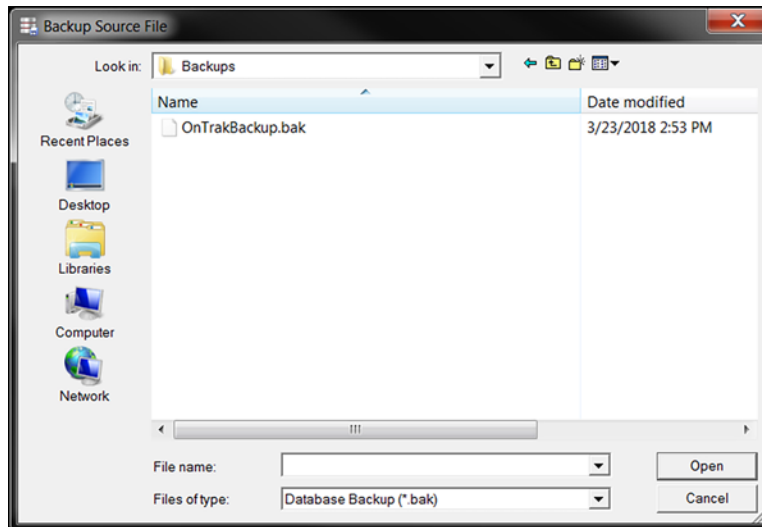 Backup Source File
Look in: Backups
Name Date modified
OnTrakBackup.bak 3/23/2018 2:53 PM
Recent Places
Desktop
Libraries
Computer
Network
File name: Open
Files of type: Database Backup (*.bak) Cancel